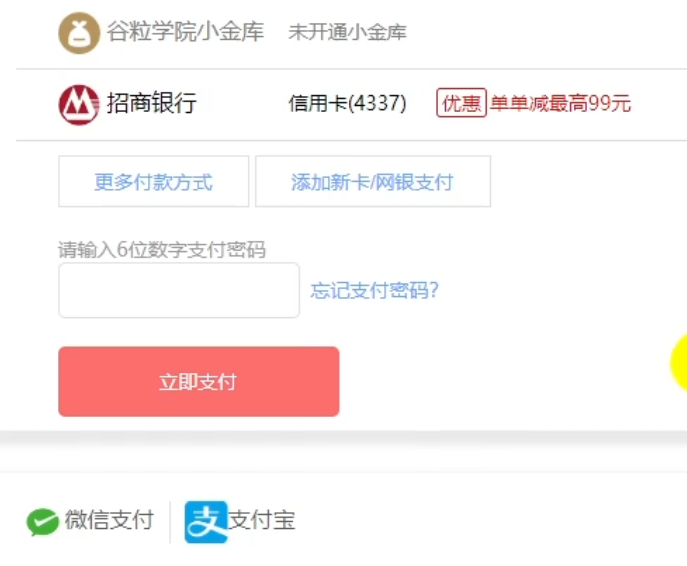 谷粒学院小金库 未开通小金库
招商银行 信用卡(4337) 优惠 单单减最高99元
更多付款方式 添加新卡/网银支付
请输入6位数字支付密码
忘记支付密码?
立即支付
微信支付 支付宝